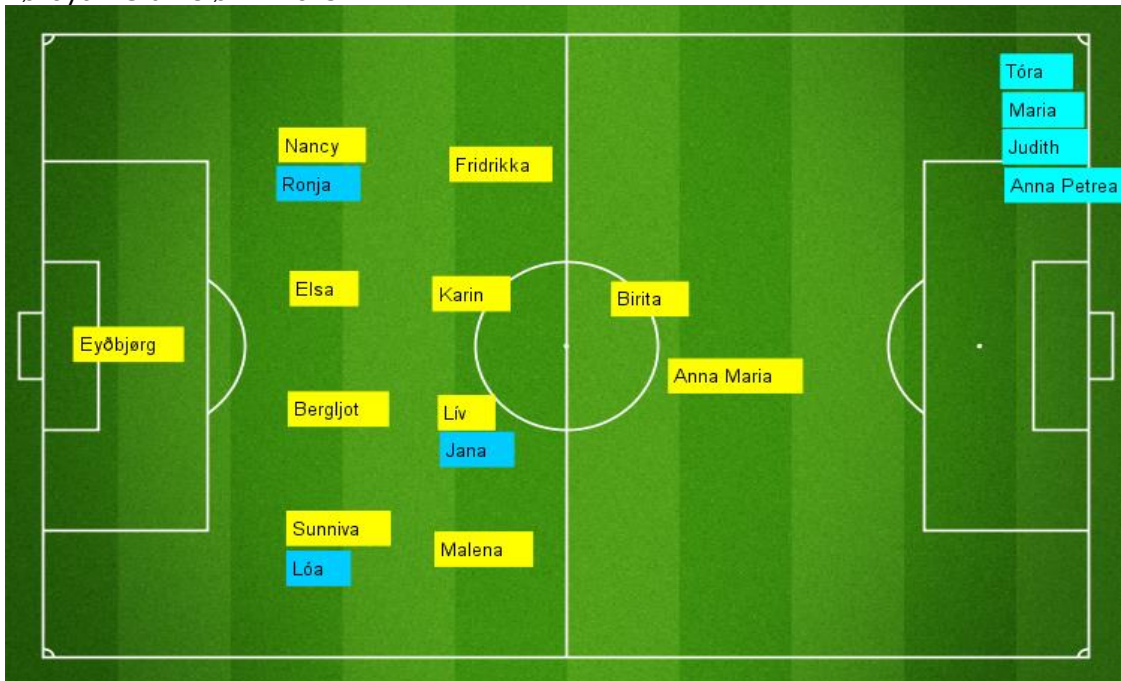 Tóra
Maria
Nancy
Judith
Fridrikka
Ronja
Anna Petrea
Elsa
Karin
Birita
Eyðbjørg
Anna Maria
Bergljot
Lív
Jana
Sunniva
Malena
Lóa